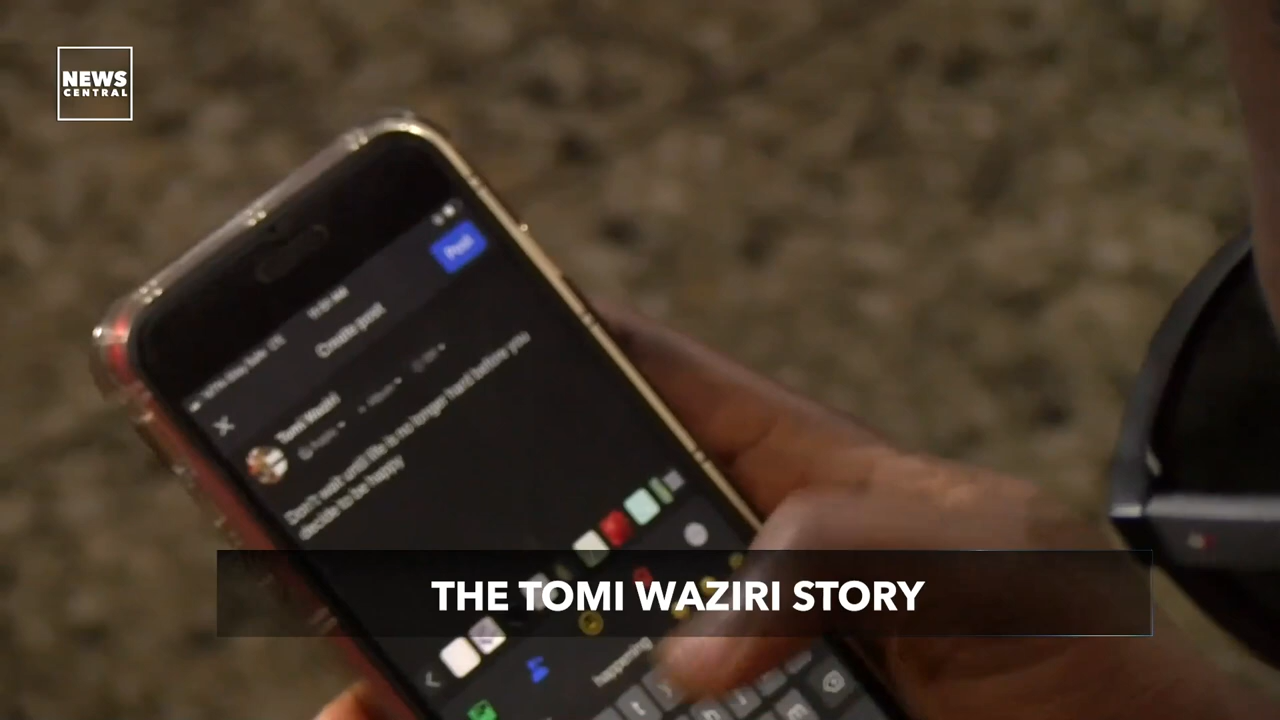 NEWS
CENTRAL
Post
Create post
Tomi Waziri
Don't wait until life is no longer hard before you
decide to be happy
THE TOMI WAZIRI STORY
happening